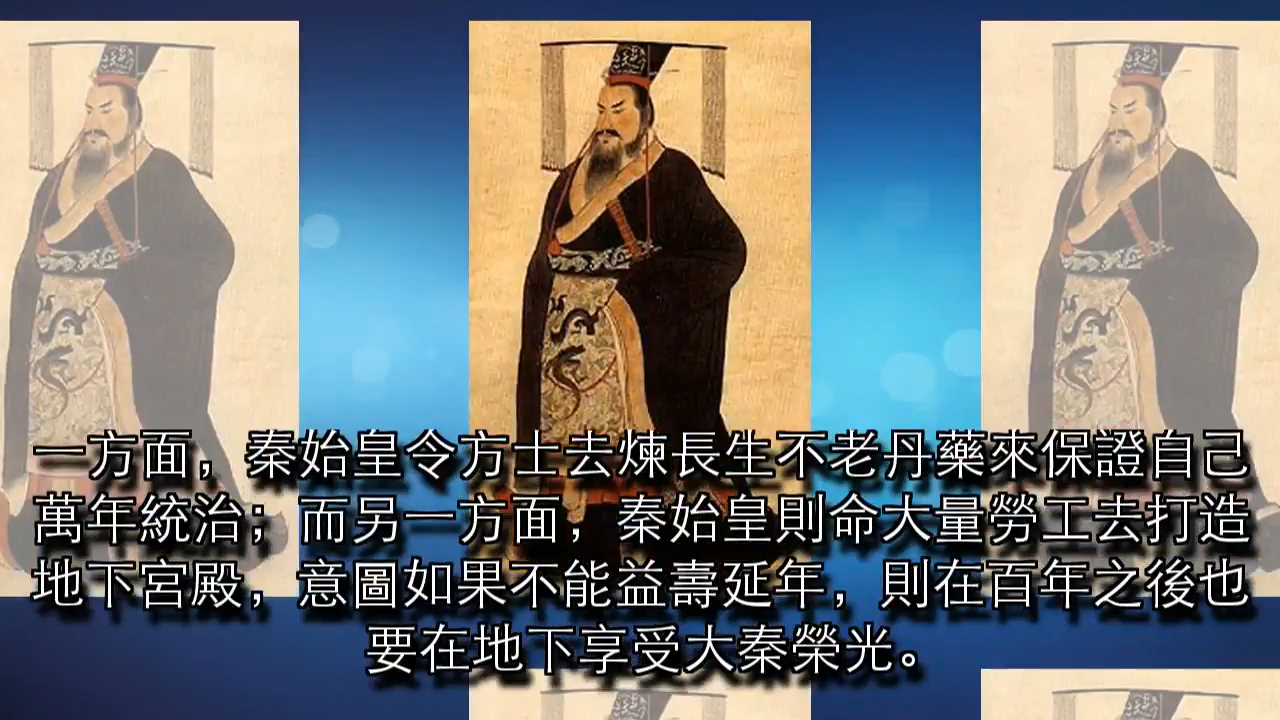 一方面，秦始皇令方士去煉長生不老丹藥來保證自己
萬年統治；而另一方面，秦始皇則命大量勞工去打造
地下宮殿，意圖如果不能益壽延年，則在百年之後也
要在地下享受大秦榮光。